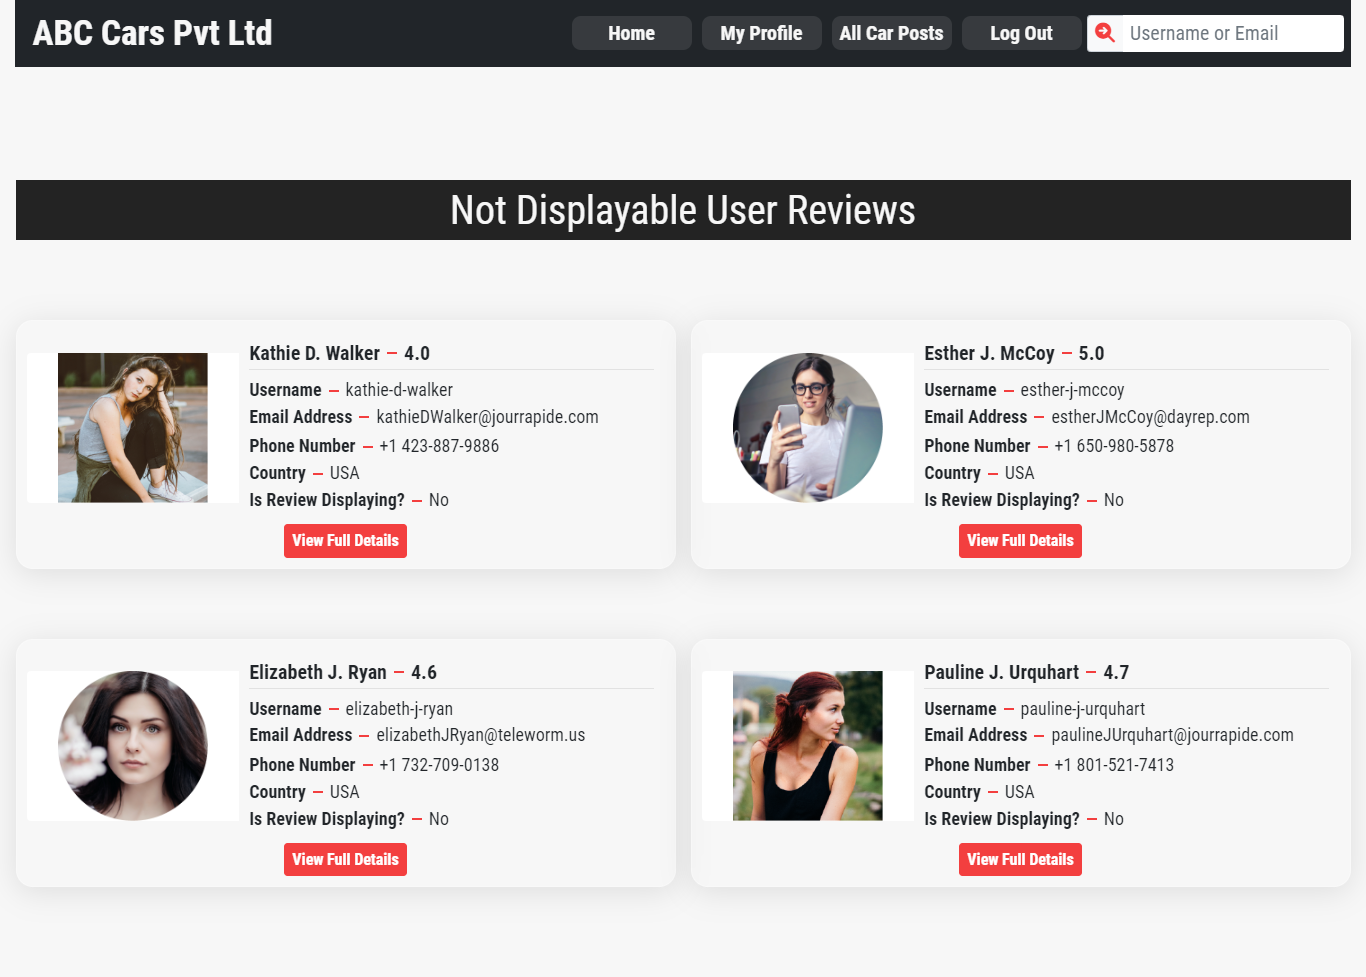 ABC Cars Pvt Ltd
Home
My Profile
All Car Posts
Log Out
Username or Email
Not Displayable User Reviews
Kathie D. Walker — 4.0
Username — kathie-d-walker
Email Address — kathieDWalker@jourrapide.com
Phone Number — +1 423-887-9886
Country — USA
Is Review Displaying? — No
View Full Details
Esther J. McCoy — 5.0
Username — esther-j-mccoy
Email Address — estherJMcCoy@dayrep.com
Phone Number — +1 650-980-5878
Country — USA
Is Review Displaying? — No
View Full Details
Elizabeth J. Ryan — 4.6
Username — elizabeth-j-ryan
Email Address — elizabethJRyan@teleworm.us
Phone Number — +1 732-709-0138
Country — USA
Is Review Displaying? — No
View Full Details
Pauline J. Urquhart — 4.7
Username — pauline-j-urquhart
Email Address — paulineJUrquhart@jourrapide.com
Phone Number — +1 801-521-7413
Country — USA
Is Review Displaying? — No
View Full Details